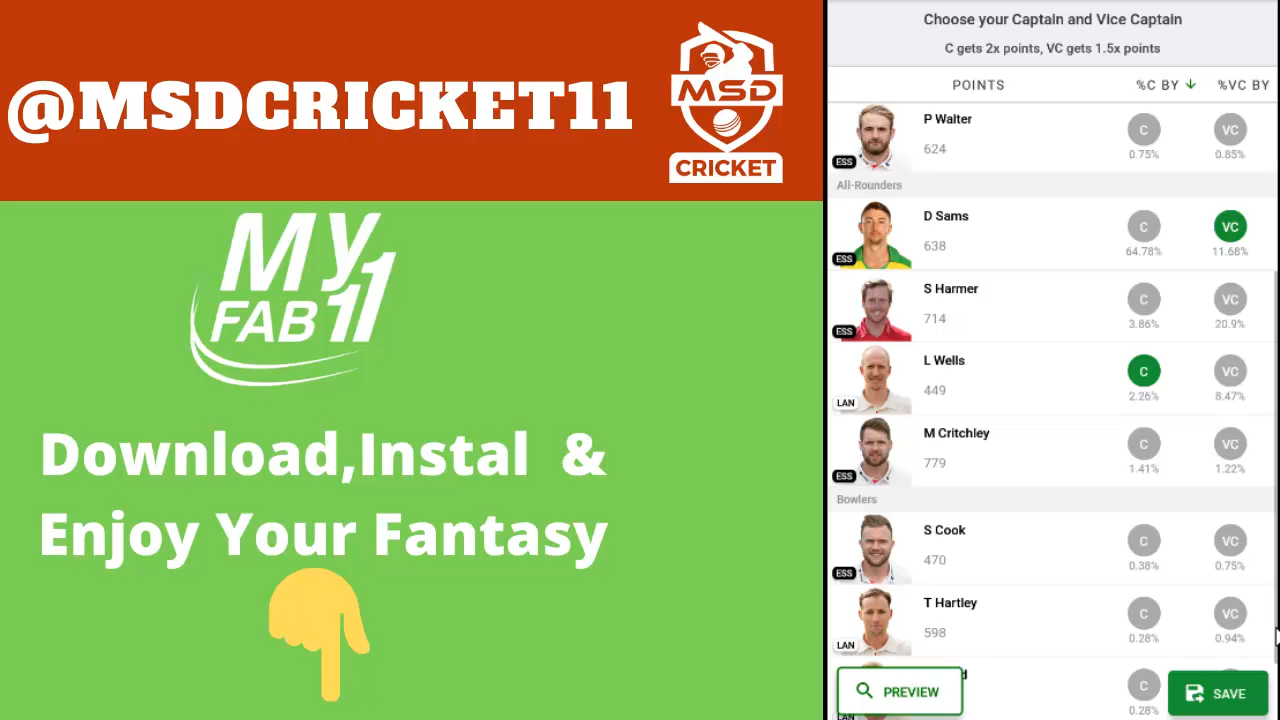 @MSDCRICKET11
MSD
CRICKET
My
FAB 11
Download,Instal &
Enjoy Your Fantasy
Choose your Captain and Vice Captain
C gets 2x points, VC gets 1.5x points
POINTS %C BY %VC BY
P Walter
624
ESS
C VC
0.75% 0.85%
All-Rounders
D Sams
638
ESS
C VC
64.78% 11.68%
S Harmer
714
ESS
C VC
3.86% 20.9%
L Wells
449
LAN
C VC
2.26% 8.47%
M Critchley
779
ESS
C VC
1.41% 1.22%
Bowlers
S Cook
470
ESS
C VC
0.38% 0.75%
T Hartley
598
LAN
C VC
0.28% 0.94%
C
0.28%
LAN
PREVIEW
SAVE